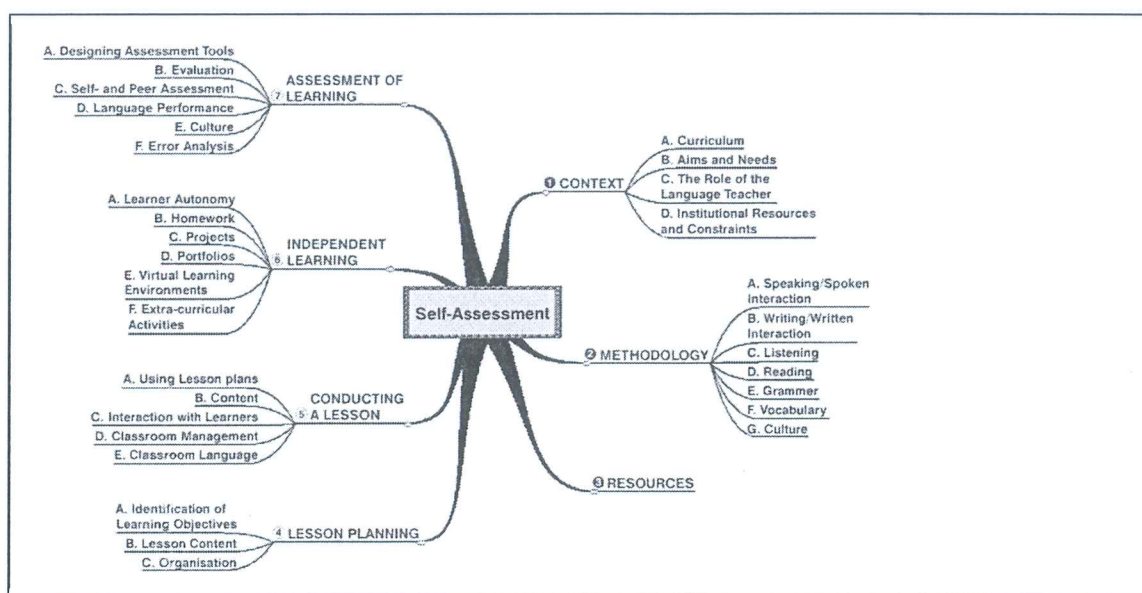 Self-Assessment
1 CONTEXT
A. Curriculum
B. Aims and Needs
C. The Role of the
Language Teacher
D. Institutional Resources
and Constraints
2 METHODOLOGY
A. Speaking/Spoken
Interaction
B. Writing/Written
Interaction
C. Listening
D. Reading
E. Grammer
F. Vocabulary
G. Culture
3 RESOURCES
4 LESSON PLANNING
A. Identification of
Learning Objectives
B. Lesson Content
C. Organisation
5 CONDUCTING
A LESSON
A. Using Lesson plans
B. Content
C. Interaction with Learners
D. Classroom Management
E. Classroom Language
6 INDEPENDENT
LEARNING
A. Learner Autonomy
B. Homework
C. Projects
D. Portfolios
E. Virtual Learning
Environments
F. Extra-curricular
Activities
7 ASSESSMENT OF
LEARNING
A. Designing Assessment Tools
B. Evaluation
C. Self- and Peer Assessment
D. Language Performance
E. Culture
F. Error Analysis